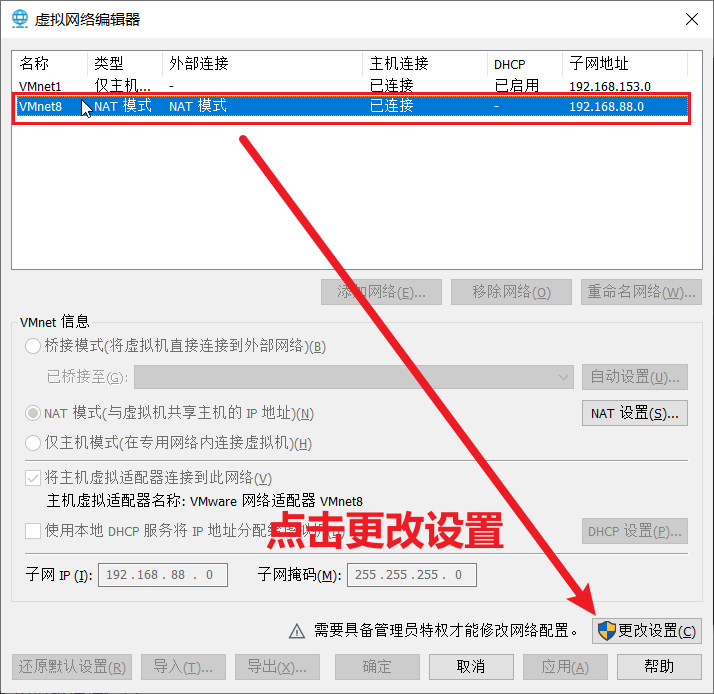 虚拟网络编辑器
名称 类型 外部连接 主机连接 DHCP 子网地址
VMnet1 仅主机... - 已连接 已启用 192.168.153.0
VMnet8 NAT 模式 NAT 模式 已连接 - 192.168.88.0
添加网络(E)... 移除网络(O) 重命名网络(W)...
VMnet 信息
桥接模式(将虚拟机直接连接到外部网络)(B)
已桥接至(G): 自动设置(U)...
NAT 模式(与虚拟机共享主机的 IP 地址)(N) NAT 设置(S)...
仅主机模式(在专用网络内连接虚拟机)(H)
将主机虚拟适配器连接到此网络(V)
主机虚拟适配器名称: VMware 网络适配器 VMnet8
使用本地 DHCP 服务将 IP 地址分配给虚拟机(D) DHCP 设置(P)...
点击更改设置
子网 IP (I): 192.168.88.0 子网掩码(M): 255.255.255.0
需要具备管理员特权才能修改网络配置。 更改设置(C)
还原默认设置(R) 导入(T)... 导出(X)... 确定 取消 应用(A) 帮助